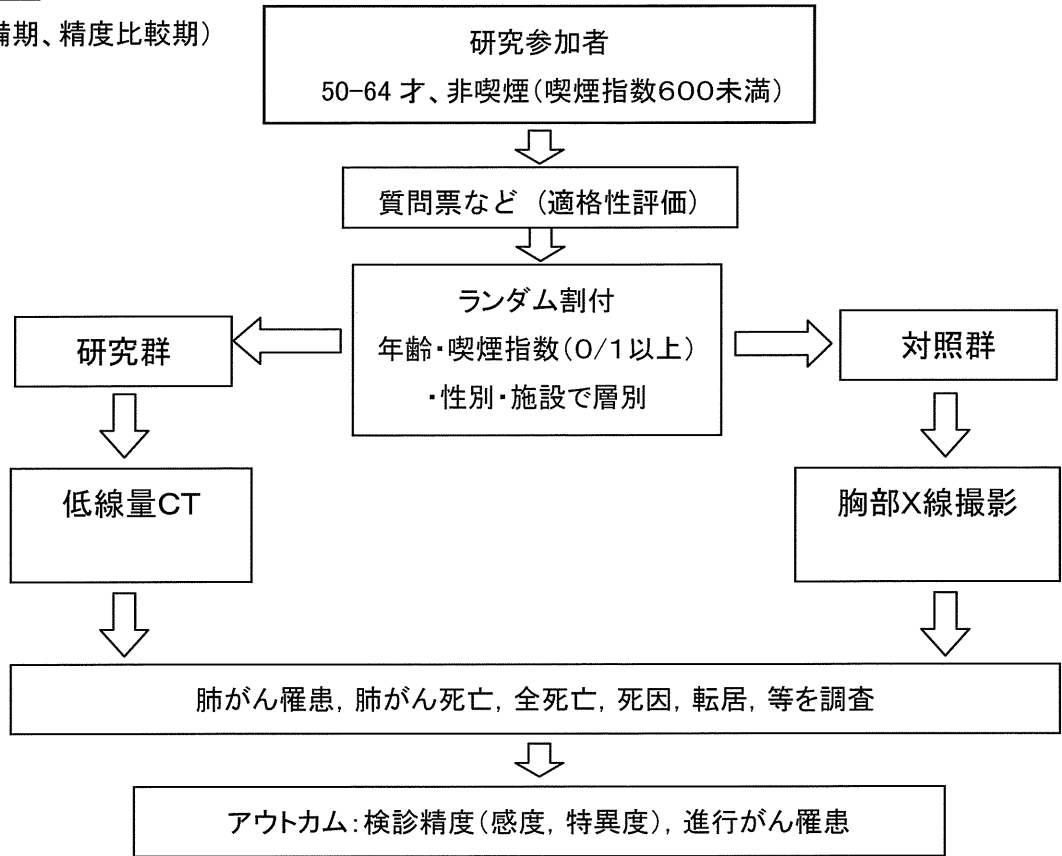 期、精度比較期)
研究参加者
50-64 才、非喫煙(喫煙指数600未満)
質問票など (適格性評価)
ランダム割付
年齢・喫煙指数(0/1以上)
・性別・施設で層別
研究群
対照群
低線量CT
胸部X線撮影
肺がん罹患, 肺がん死亡, 全死亡, 死因, 転居, 等を調査
アウトカム:検診精度(感度, 特異度), 進行がん罹患